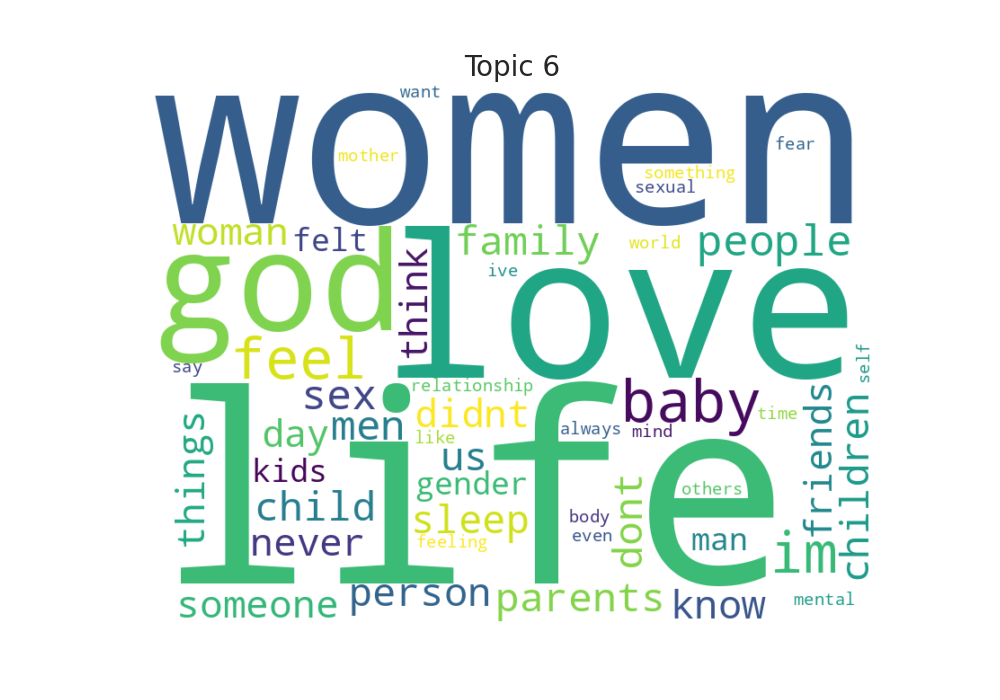 Topic 6
women
want
mother
fear
something
sexual
woman
felt
family
world
people
god
think
love
ive
feel
say
self
life
sex
relationship
baby
didnt
time
day
men
like
always
mind
friends
children
things
kids
us
gender
others
child
sleep
body
dont
never
feeling
even
man
im
someone
person
parents
know
mental